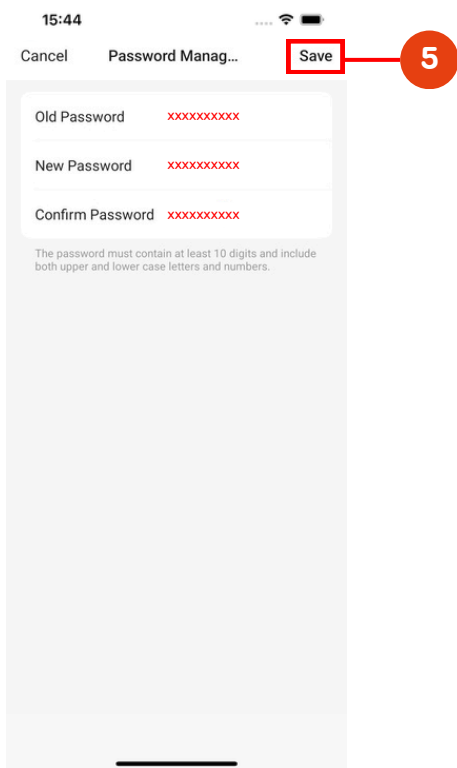 15:44
Cancel Password Manag... Save
5
Old Password xxxxxxxxxx
New Password xxxxxxxxxx
Confirm Password xxxxxxxxxx
The password must contain at least 10 digits and include
both upper and lower case letters and numbers.